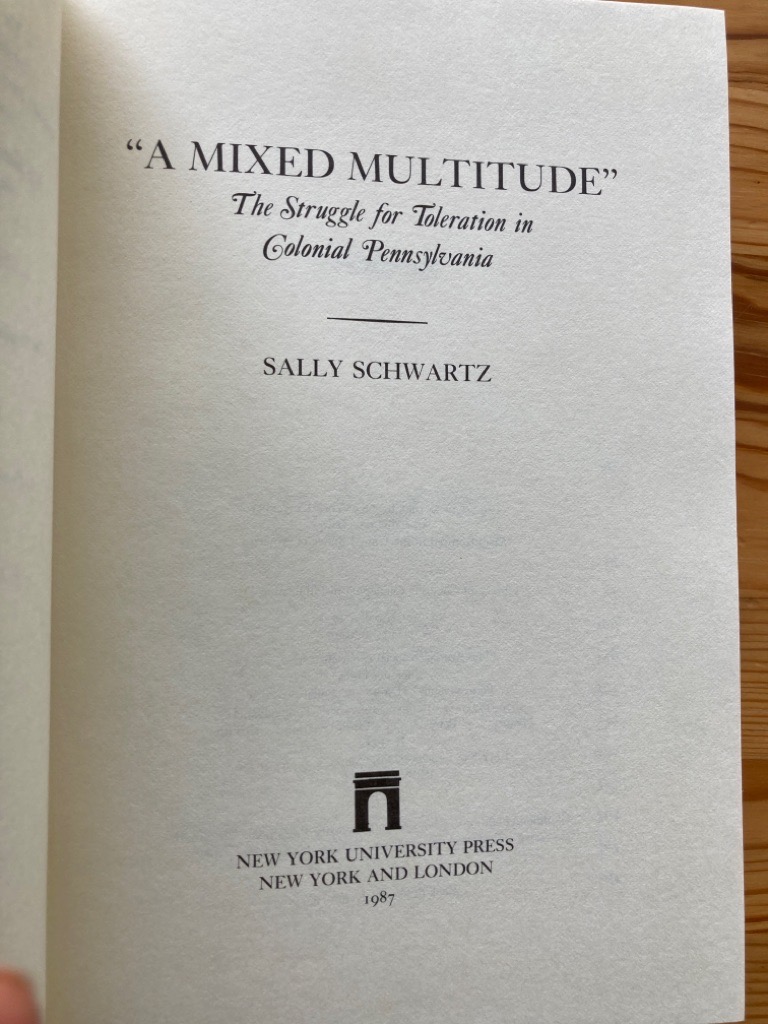 “A MIXED MULTITUDE”
The Struggle for Toleration in
Colonial Pennsylvania
SALLY SCHWARTZ
NEW YORK UNIVERSITY PRESS
NEW YORK AND LONDON
1987